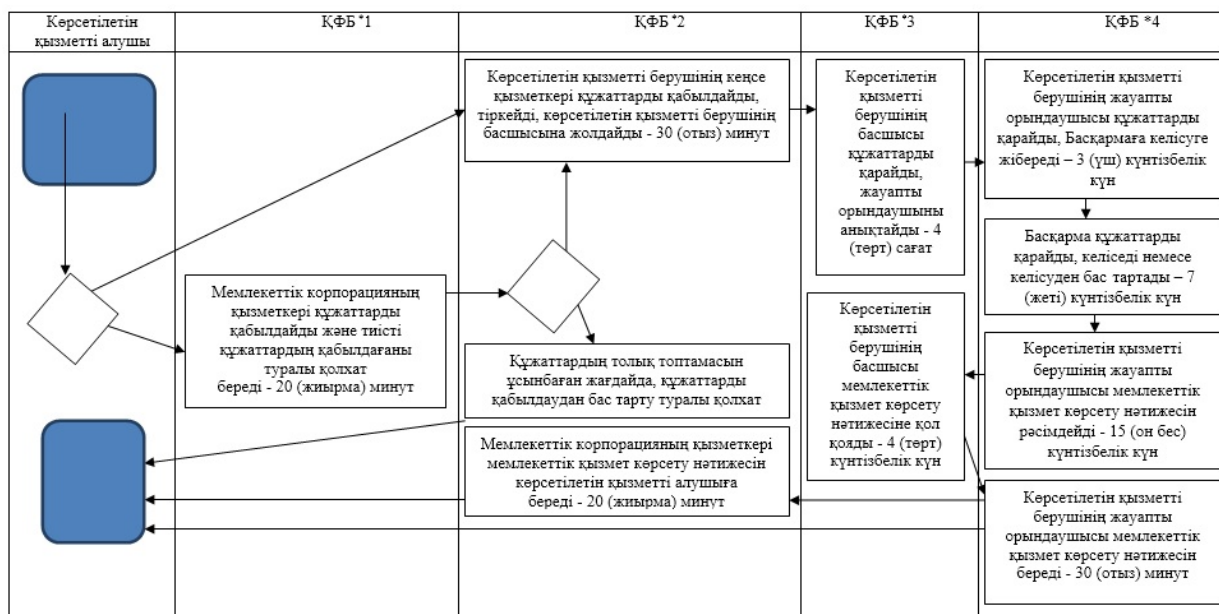 Көрсетілетін
қызметті алушы
ҚФБ *1
ҚФБ *2
ҚФБ *3
ҚФБ *4
Көрсетілетін қызметті берушінің кеңсе
қызметкері құжаттарды қабылдайды,
тіркейді, көрсетілетін қызметті берушінің
басшысына жолдайды - 30 (отыз) минут
Көрсетілетін
қызметті
берушінің
басшысы
құжаттарды
қарайды,
жауапты
орындаушыны
анықтайды - 4
(төрт) сағат
Көрсетілетін қызметті
берушінің жауапты
орындаушысы құжаттарды
қарайды, Басқармаға келісуге
жібереді – 3 (үш) күнтізбелік
күн
Басқарма құжаттарды
қарайды, келіседі немесе
келісуден бас тартады – 7
(жеті) күнтізбелік күн
Мемлекеттік корпорацияның
қызметкері құжаттарды
қабылдайды және тиісті
құжаттардың қабылдағаны
туралы қолхат
береді - 20 (жиырма) минут
Құжаттардың толық топтамасын
ұсынбаған жағдайда, құжаттарды
қабылдаудан бас тарту туралы қолхат
Көрсетілетін
қызметті
берушінің
басшысы
мемлекеттік
қызмет көрсету
нәтижесіне қол
қояды - 4 (төрт)
күнтізбелік күн
Көрсетілетін қызметті
берушінің жауапты
орындаушысы мемлекеттік
қызмет көрсету нәтижесін
рәсімдейді - 15 (он бес)
күнтізбелік күн
Мемлекеттік корпорацияның қызметкері
мемлекеттік қызмет көрсету нәтижесін
көрсетілетін қызметті алушыға
береді - 20 (жиырма) минут
Көрсетілетін қызметті
берушінің жауапты
орындаушысы мемлекеттік
қызмет көрсету нәтижесін
береді - 30 (отыз) минут